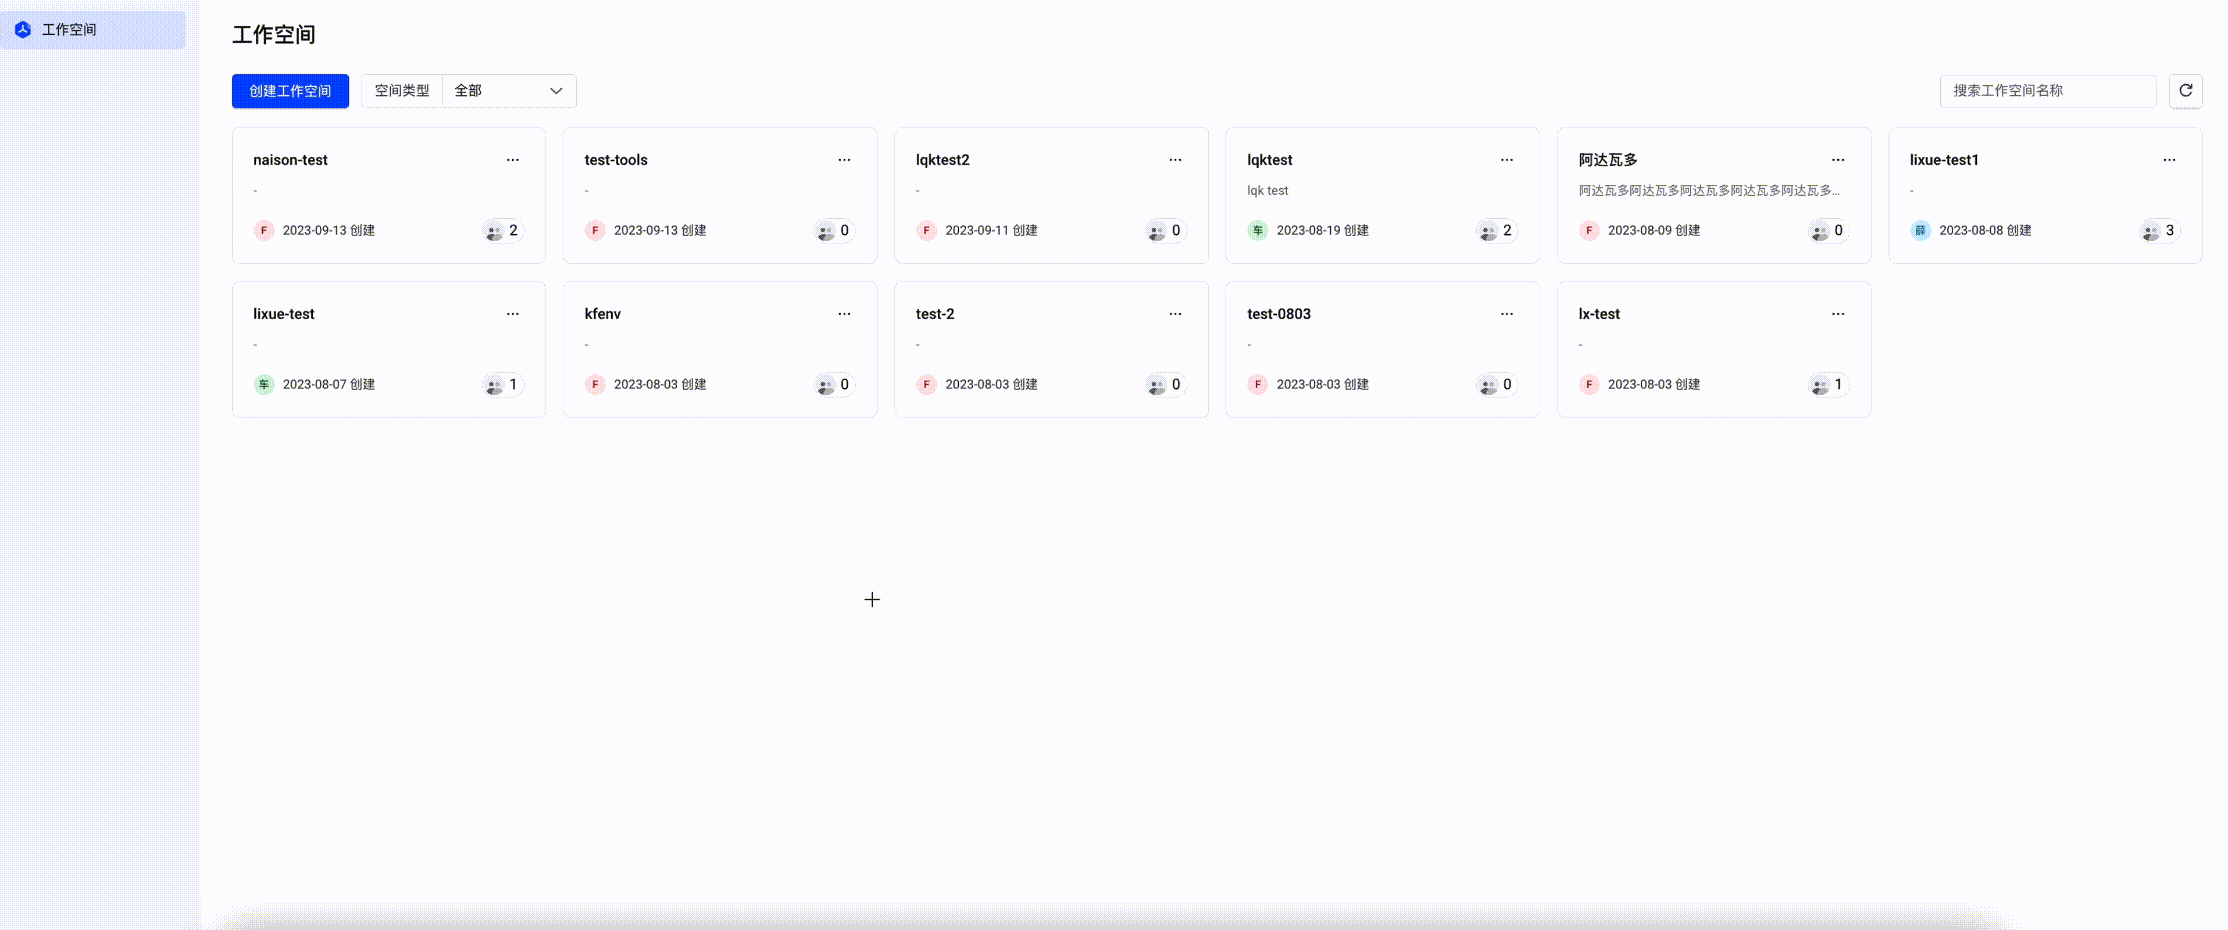 工作空间
工作空间
创建工作空间 空间类型 全部 搜索工作空间名称
naison-test ...
-
F 2023-09-13 创建 2
test-tools ...
-
F 2023-09-13 创建 0
lqktest2 ...
-
F 2023-09-11 创建 0
lqktest ...
lqk test
车 2023-08-19 创建 2
阿达瓦多 ...
阿达瓦多阿达瓦多阿达瓦多阿达瓦多阿达瓦多...
F 2023-08-09 创建 0
lixue-test1 ...
-
薛 2023-08-08 创建 3
lixue-test ...
-
车 2023-08-07 创建 1
kfenv ...
-
F 2023-08-03 创建 0
test-2 ...
-
F 2023-08-03 创建 0
test-0803 ...
-
F 2023-08-03 创建 0
lx-test ...
-
F 2023-08-03 创建 1